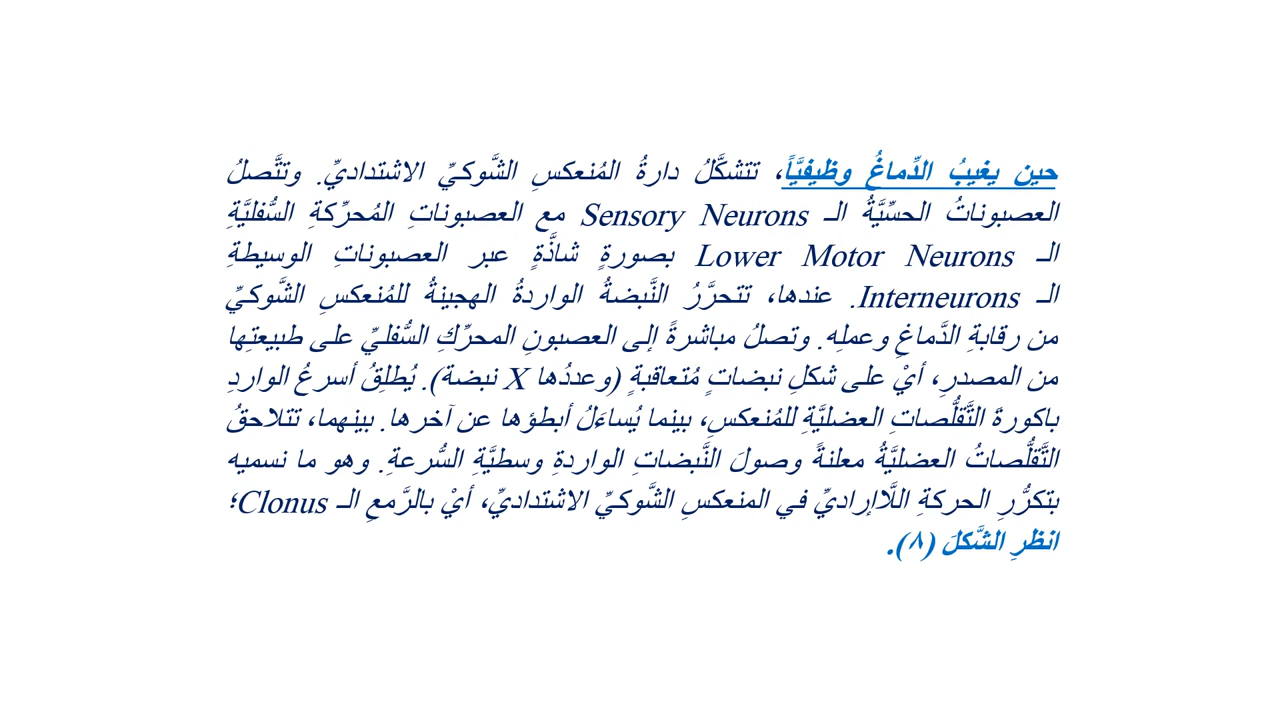 حين يغيبُ الدِّماغُ وظيفيَّاً، تتشكَّلُ دارةُ المُنعكسِ الشَّوكيِّ الاشتداديِّ. وتتَّصلُ
العصبوناتُ الحسِّيَّةُ الـ Sensory Neurons مع العصبوناتِ المُحرِّكةِ السُّفليَّةِ
الـ Lower Motor Neurons بصورةٍ شاذَّةٍ عبر العصبوناتِ الوسيطةِ
الـ Interneurons. عندها، تتحرَّرُ النَّبضةُ الواردةُ الهجينةُ للمُنعكسِ الشَّوكيِّ
من رقابةِ الدَّماغِ وعملِه. وتصلُ مباشرةً إلى العصبونِ المحرِّكِ السُّفليِّ على طبيعتِها
من المصدرِ، أيْ على شكلِ نبضاتٍ مُتعاقبةٍ (وعددُها X نبضة). يُطلِقُ أسرعُ الواردِ
باكورةَ التَّقلُّصاتِ العضليَّةِ للمُنعكسِ، بينما يُساءَلُ أبطؤها عن آخرها. بينهما، تتلاحقُ
التَّقلُّصاتُ العضليَّةُ معلنةً وصولَ النَّبضاتِ الواردةِ وسطيَّةِ السُّرعةِ. وهو ما نسميه
بتكرُّرِ الحركةِ اللَّاإراديِّ في المنعكسِ الشَّوكيِّ الاشتداديِّ، أيْ بالرَّمعِ الـ Clonus؛
انظرِ الشَّكلَ (٨).